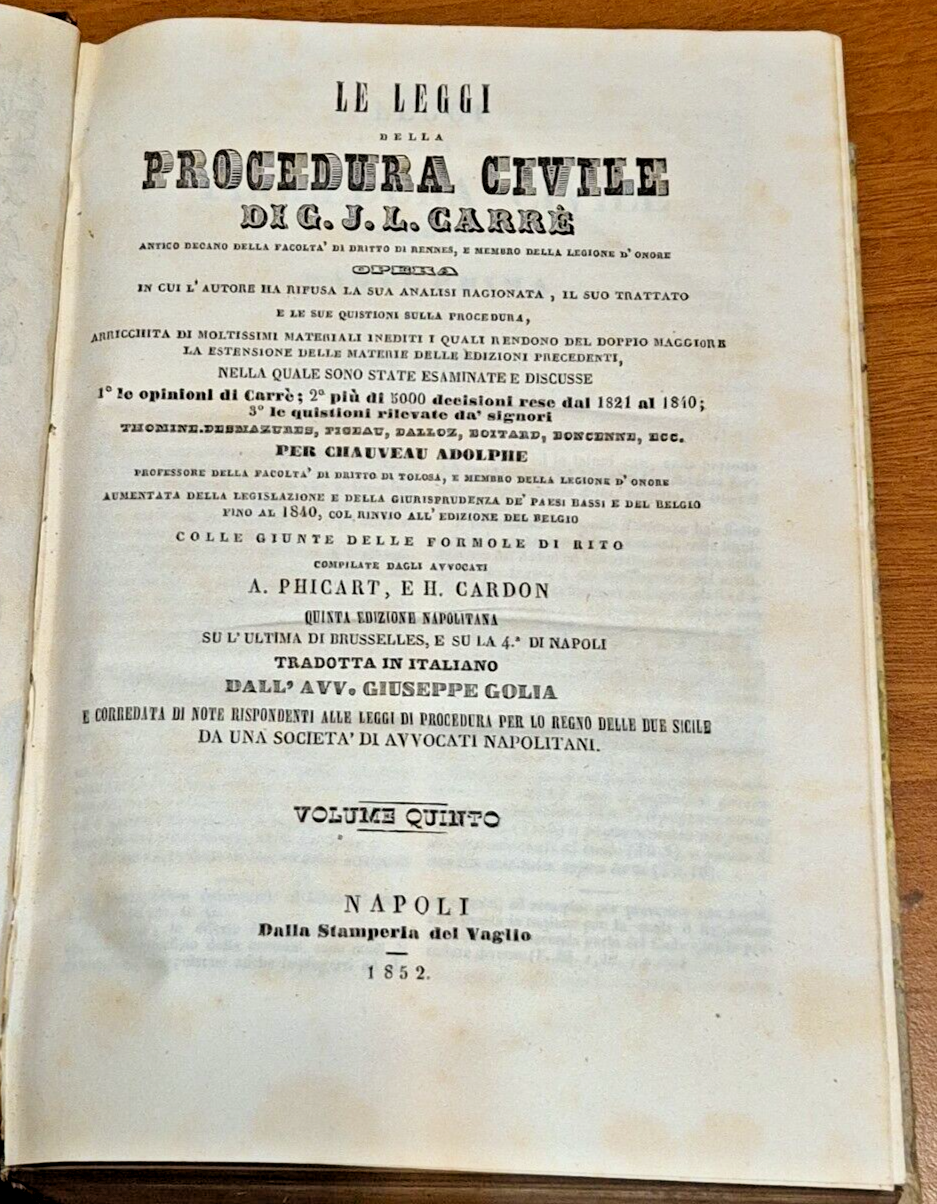 LE LEGGI
DELLA
PROCEDURA CIVILE
DI G. J. L. CARRÈ
ANTICO DECANO DELLA FACOLTA' DI DRITTO DI RENNES, E MEMBRO DELLA LEGIONE D' ONORE
OPERA
IN CUI L' AUTORE HA RIFUSA LA SUA ANALISI RAGIONATA , IL SUO TRATTATO
E LE SUE QUISTIONI SULLA PROCEDURA,
ARRICCHITA DI MOLTISSIMI MATERIALI INEDITI I QUALI RENDONO DEL DOPPIO MAGGIORE
LA ESTENSIONE DELLE MATERIE DELLE EDIZIONI PRECEDENTI,
NELLA QUALE SONO STATE ESAMINATE E DISCUSSE
1° le opinioni di Carrè; 2° più di 5000 decisioni rese dal 1821 al 1840;
3° le quistioni rilevate da' signori
THOMINE.DESMAZURES, PIGEAU, DALLOZ, BOITARD, BONCENNE, ECC.
PER CHAUVEAU ADOLPHE
PROFESSORE DELLA FACOLTA' DI DRITTO DI TOLOSA, E MEMBRO DELLA LEGIONE D' ONORE
AUMENTATA DELLA LEGISLAZIONE E DELLA GIURISPRUDENZA DE' PAESI BASSI E DEL BELGIO
FINO AL 1840, COL RINVIO ALL' EDIZIONE DEL BELGIO
COLLE GIUNTE DELLE FORMOLE DI RITO
COMPILATE DAGLI AVVOCATI
A. PHICART, E H. CARDON
QUINTA EDIZIONE NAPOLITANA
SU L' ULTIMA DI BRUSSELLES, E SU LA 4.ª DI NAPOLI
TRADOTTA IN ITALIANO
DALL' AVV. GIUSEPPE GOLIA
E CORREDATA DI NOTE RISPONDENTI ALLE LEGGI DI PROCEDURA PER LO REGNO DELLE DUE SICILE
DA UNA SOCIETA' DI AVVOCATI NAPOLITANI.
VOLUME QUINTO
NAPOLI
Dalla Stamperia del Vaglio
1852.